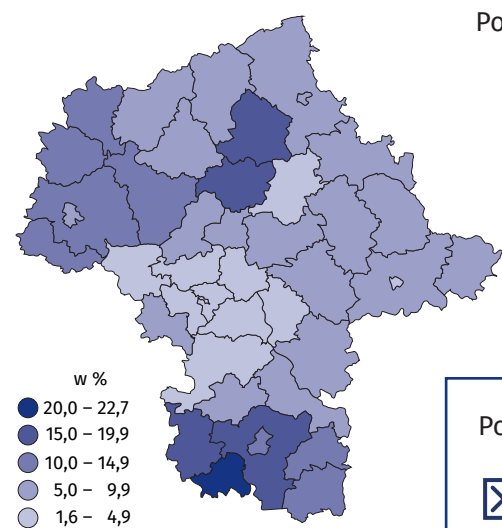 Po
w %
20,0 – 22,7
15,0 – 19,9
10,0 – 14,9
5,0 – 9,9
1,6 – 4,9
Po